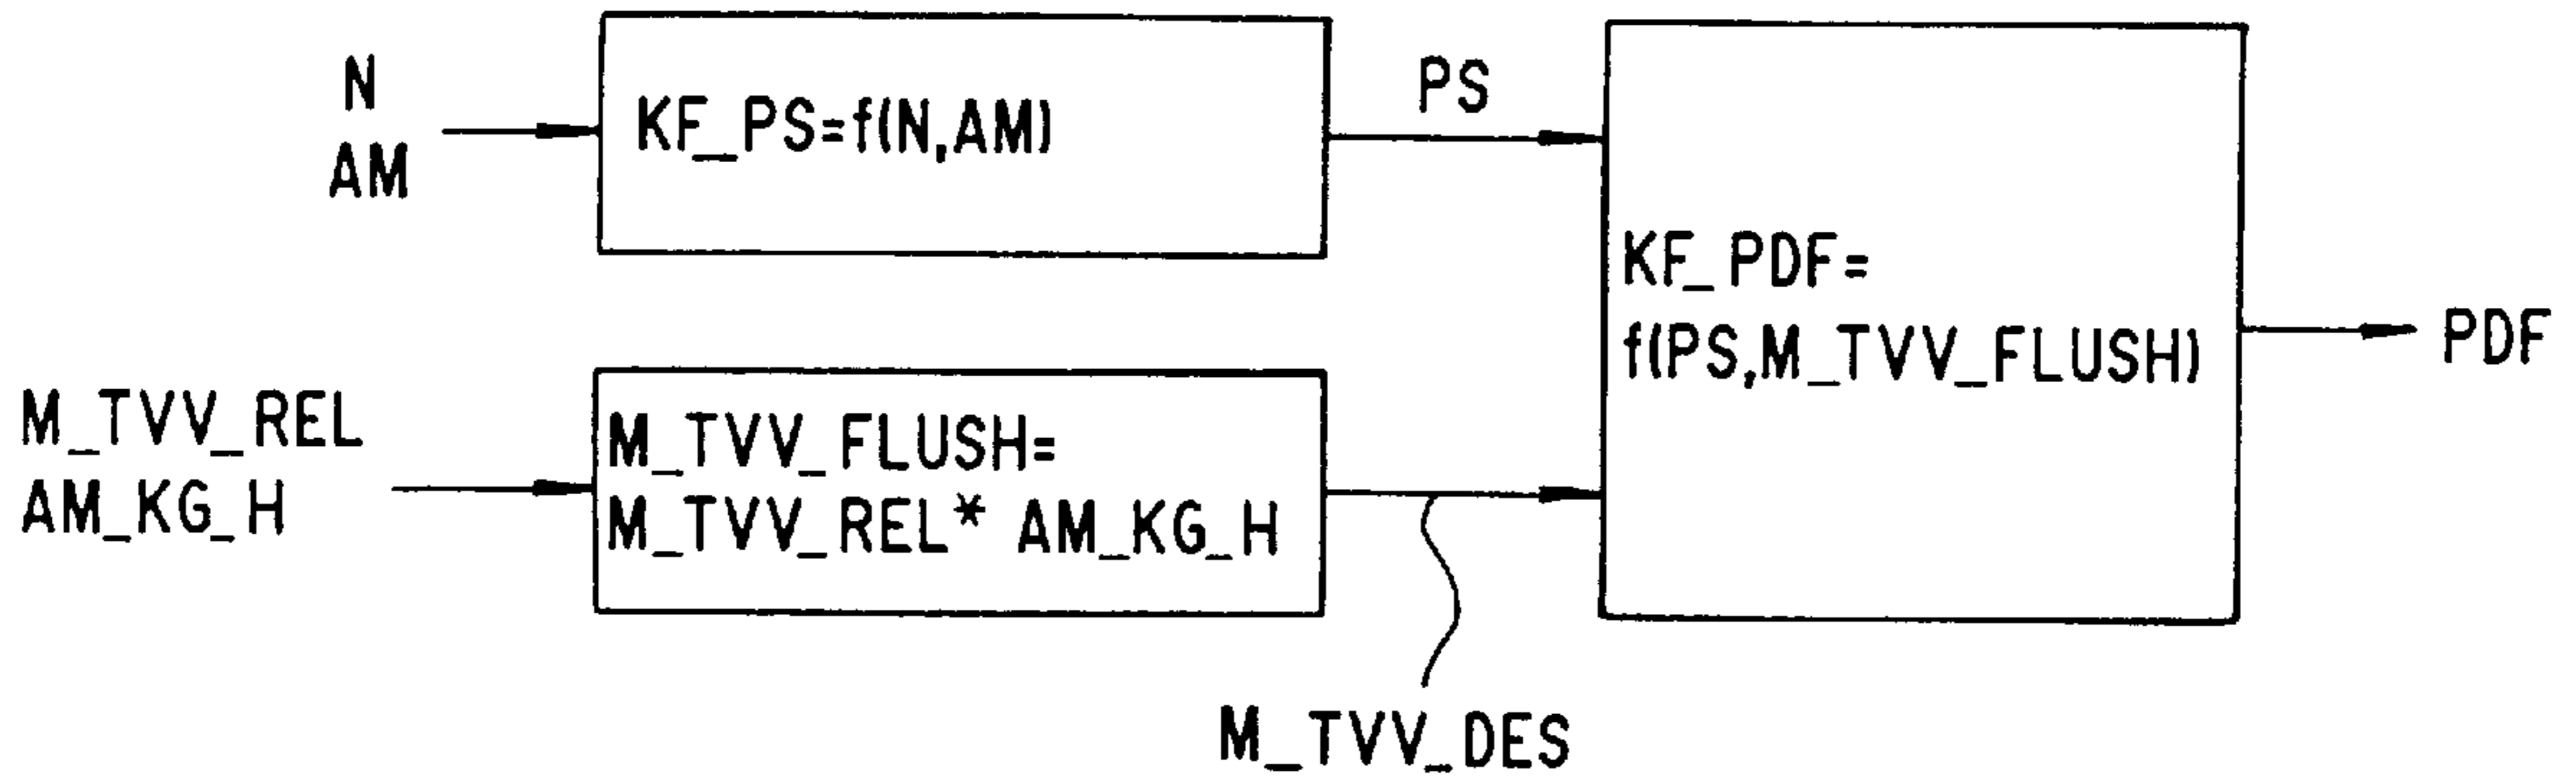 N
AM
KF_PS=f(N,AM)
PS
KF_PDF=
f(PS,M_TVV_FLUSH)
PDF
M_TVV_REL
AM_KG_H
M_TVV_FLUSH=
M_TVV_REL* AM_KG_H
M_TVV_DES